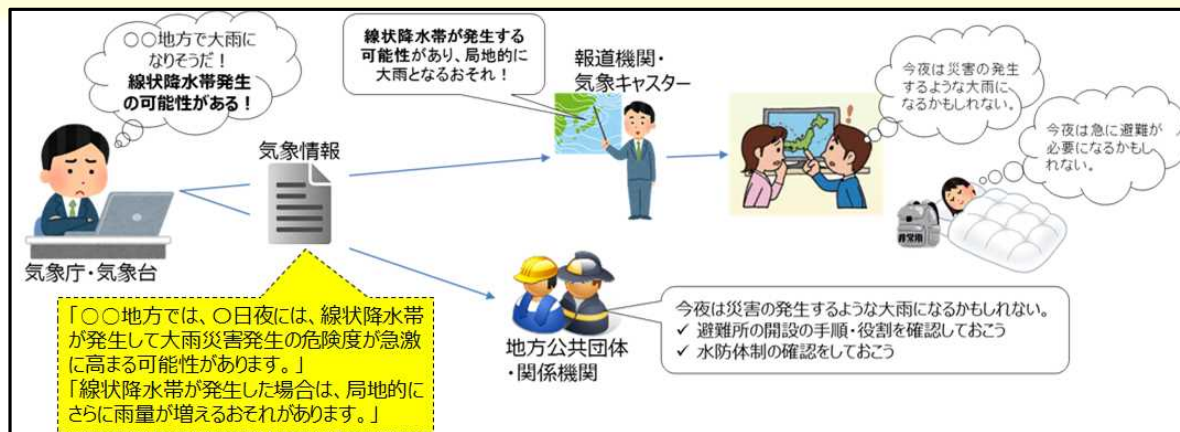 〇〇地方で大雨に
なりそうだ！
線状降水帯発生
の可能性がある！
気象庁・気象台
気象情報
「〇〇地方では、〇日夜には、線状降水帯
が発生して大雨災害発生の危険度が急激
に高まる可能性があります。」
「線状降水帯が発生した場合は、局地的に
さらに雨量が増えるおそれがあります。」
線状降水帯が発生する
可能性があり、局地的に
大雨となるおそれ！
報道機関・
気象キャスター
今夜は災害の発生
するような大雨に
なるかもしれない。
今夜は急に避難が
必要になるかもし
れない。
非常用
地方公共団体
・関係機関
今夜は災害の発生するような大雨になるかもしれない。
✓ 避難所の開設の手順・役割を確認しておこう
✓ 水防体制の確認をしておこう